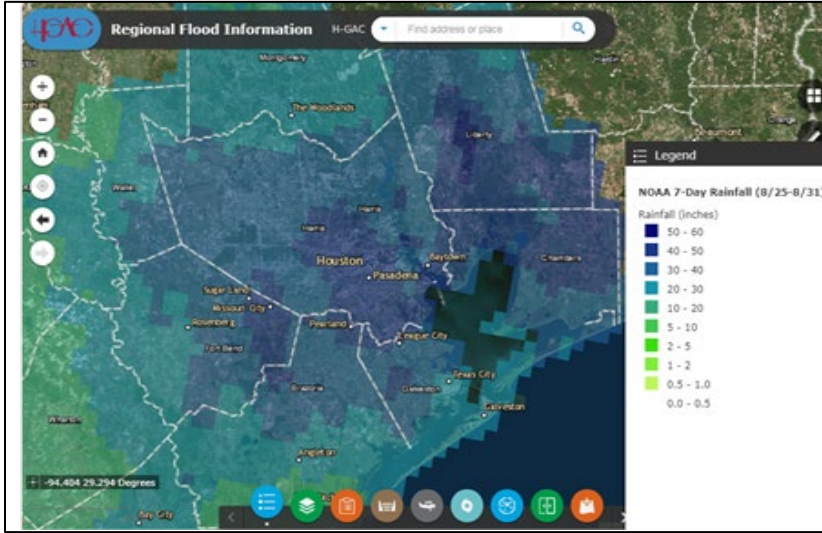 H-GAC
Regional Flood Information
H-GAC
Find address or place
Montgomery
Hardin
The Woodlands
Orange
Beaumont
Liberty
Waller
Harris
Harris
Houston
Pasadena
Baytown
Chambers
Sugar Land
Missouri City
Rosenberg
Pearland
League City
Fort Bend
Texas City
Brazoria
Galveston
Galveston
Wharton
Angleton
Bay City
-94.404 29.294 Degrees
Legend
NOAA 7-Day Rainfall (8/25-8/31)
Rainfall (inches)
50 - 60
40 - 50
30 - 40
20 - 30
10 - 20
5 - 10
2 - 5
1 - 2
0.5 - 1.0
0.0 - 0.5